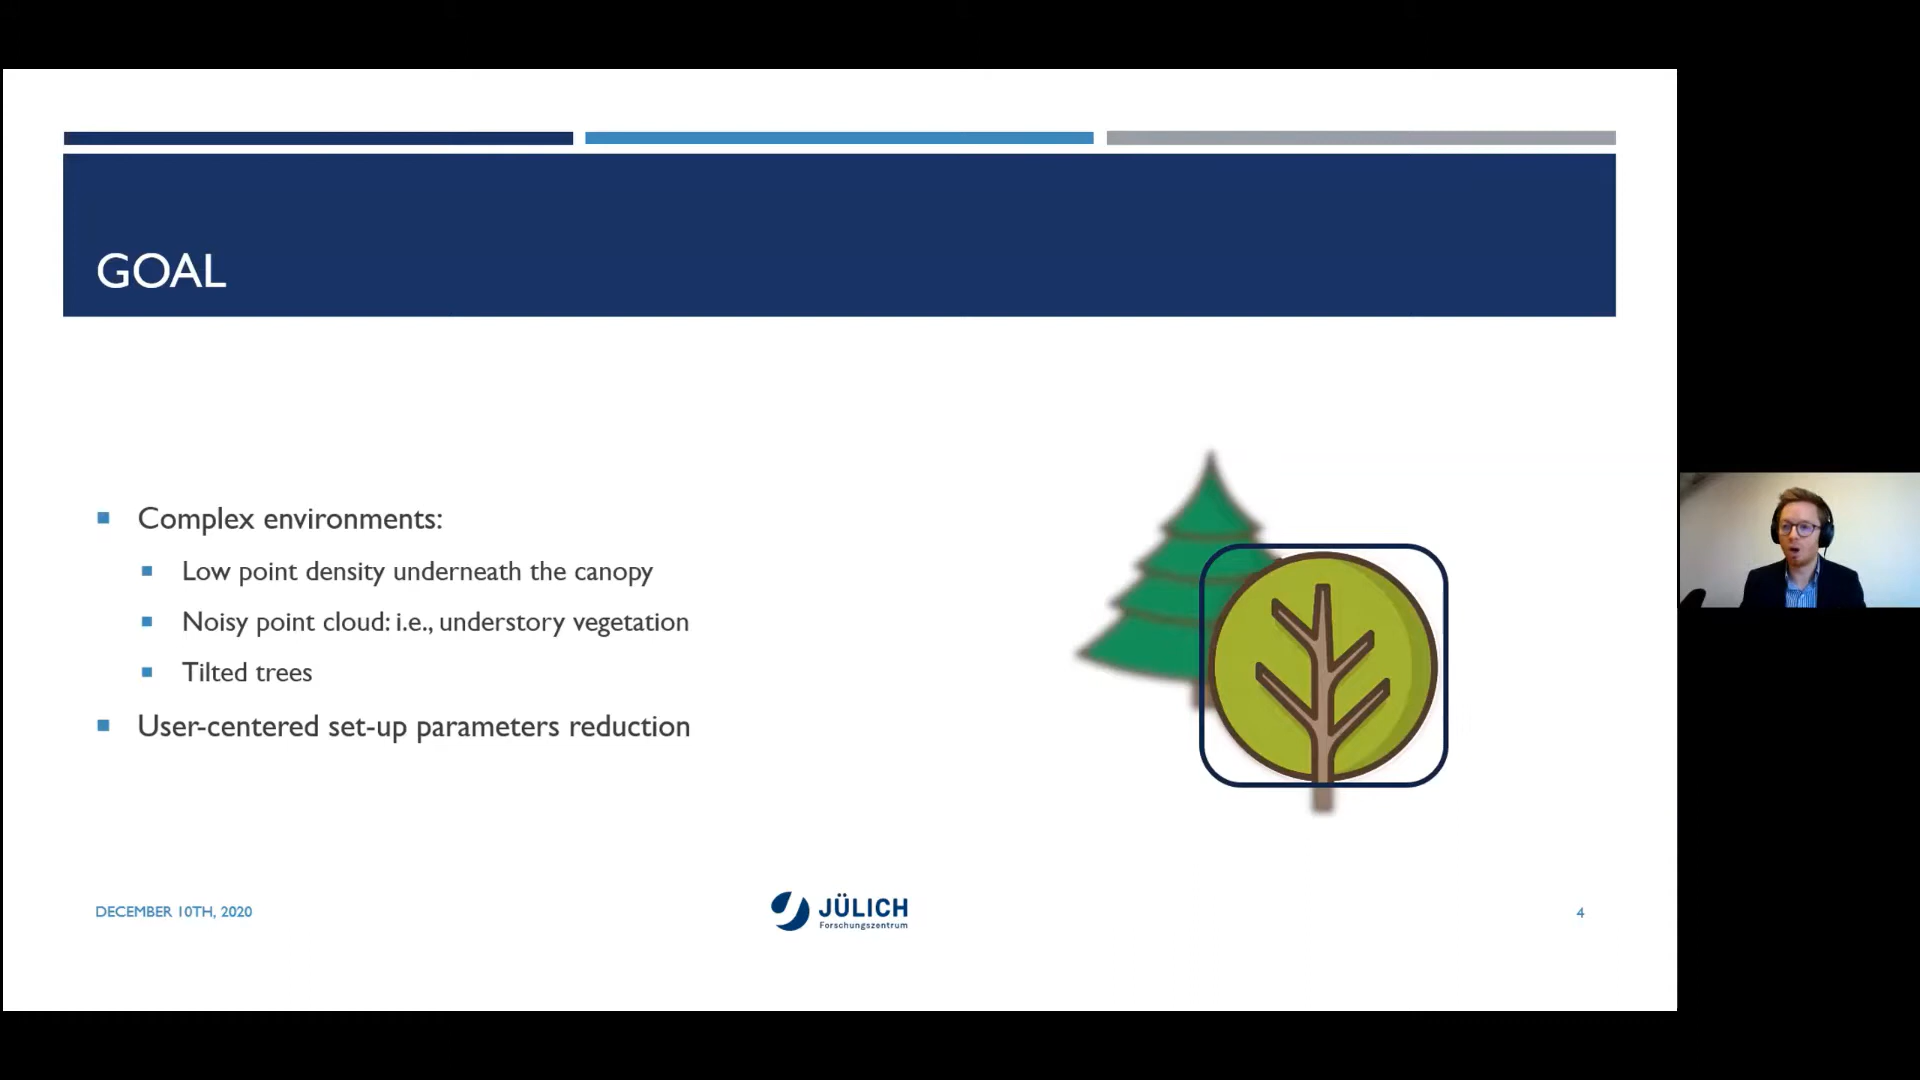 GOAL
Complex environments:
Low point density underneath the canopy
Noisy point cloud: i.e., understory vegetation
Tilted trees
User-centered set-up parameters reduction
DECEMBER 10TH, 2020
JÜLICH
Forschungszentrum
4